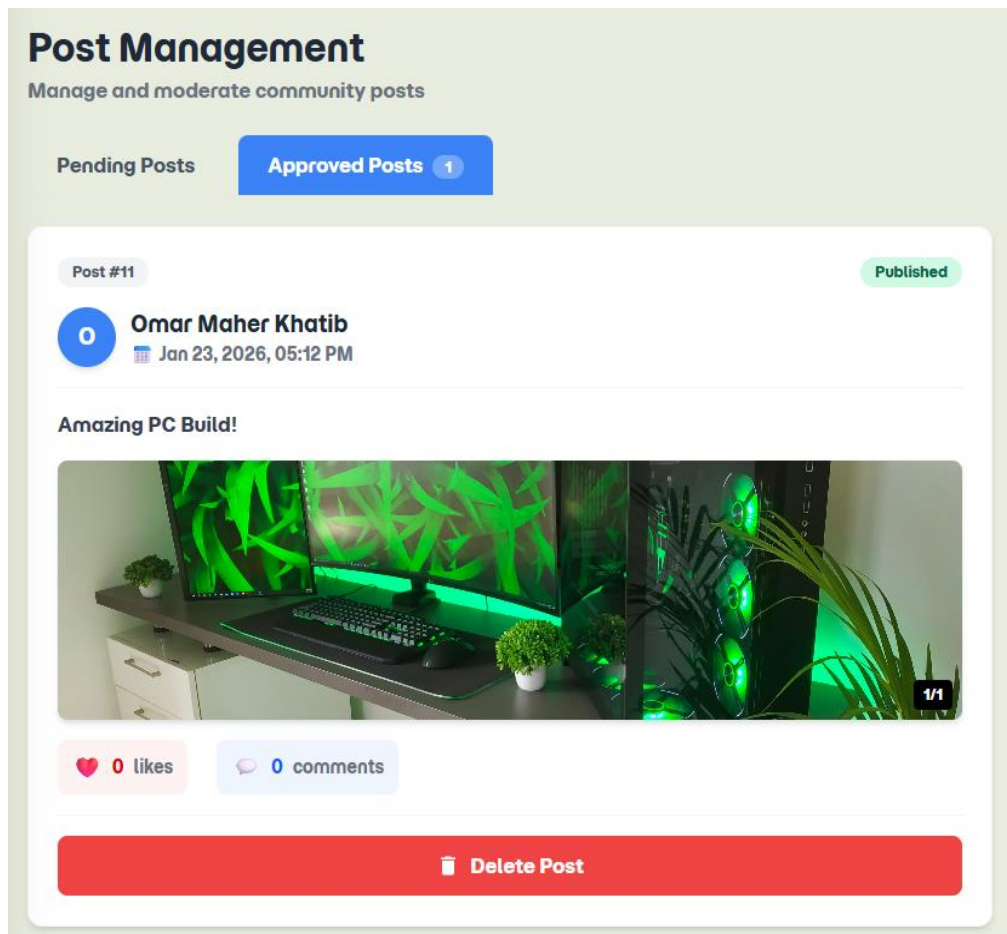 Post Management
Manage and moderate community posts
Pending Posts
Approved Posts 1
Post #11
Published
O
Omar Maher Khatib
Jan 23, 2026, 05:12 PM
Amazing PC Build!
1/1
0 likes
0 comments
Delete Post